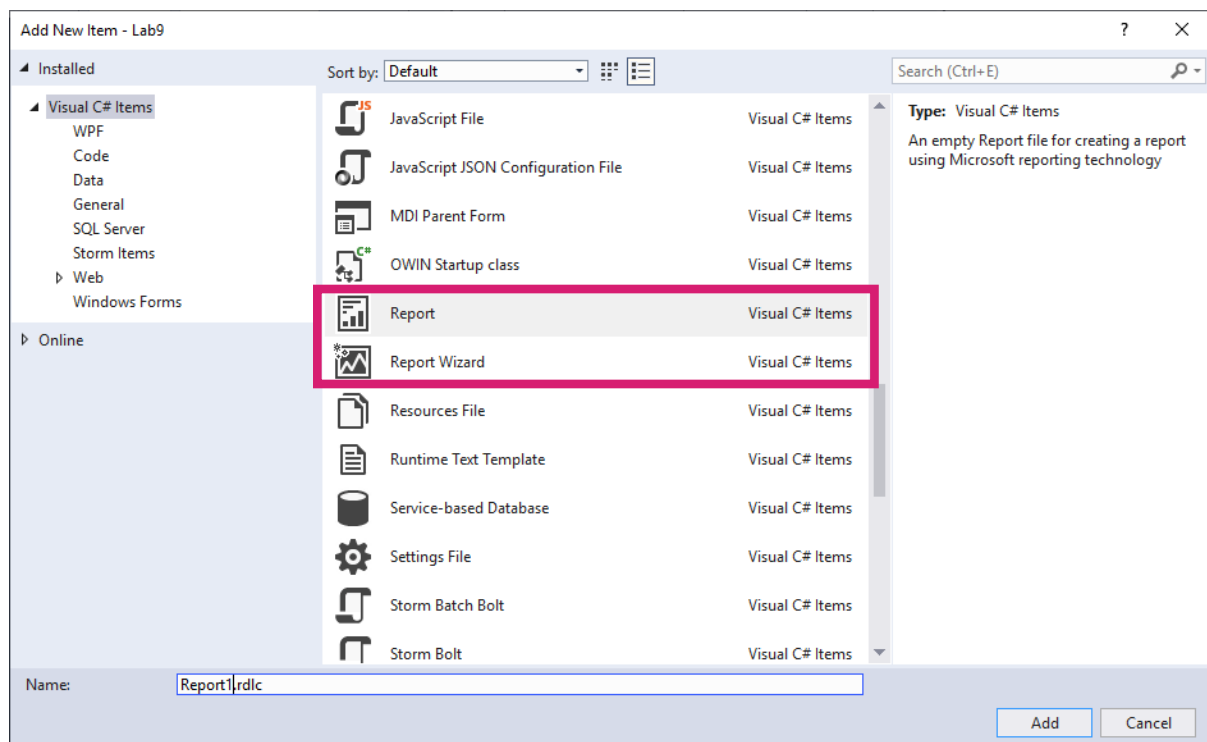 Add New Item - Lab9
?
Installed
Sort by: Default
Search (Ctrl+E)
Visual C# Items
WPF
Code
Data
General
SQL Server
Storm Items
Web
Windows Forms
Online
JS
JavaScript File Visual C# Items
JavaScript JSON Configuration File Visual C# Items
MDI Parent Form Visual C# Items
C#
OWIN Startup class Visual C# Items
Report Visual C# Items
Report Wizard Visual C# Items
Resources File Visual C# Items
Runtime Text Template Visual C# Items
Service-based Database Visual C# Items
Settings File Visual C# Items
Storm Batch Bolt Visual C# Items
Storm Bolt Visual C# Items
Type: Visual C# Items
An empty Report file for creating a report
using Microsoft reporting technology
Name: Report1.rdlc
Add Cancel